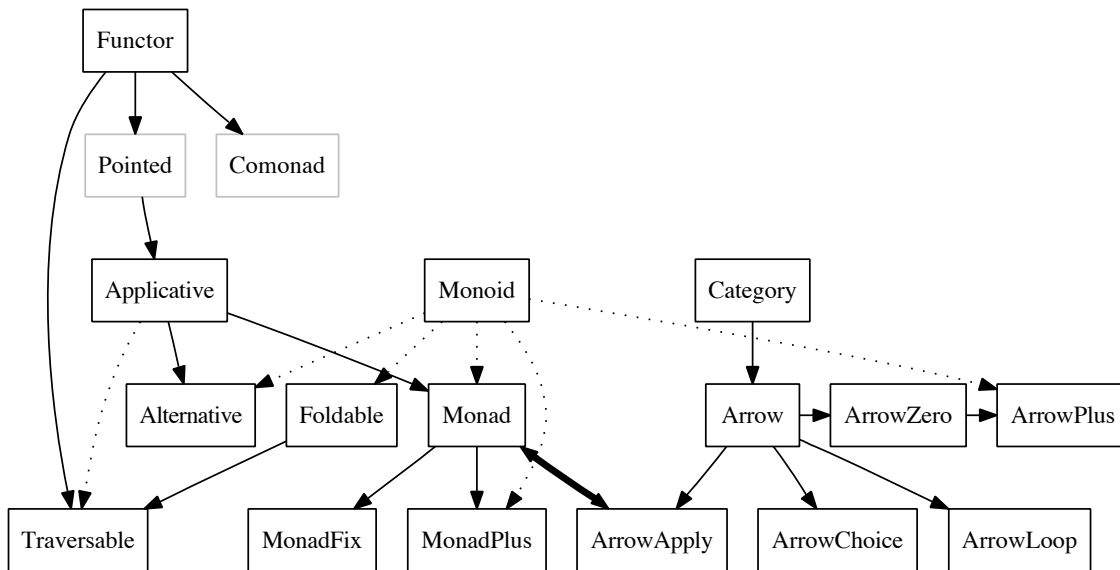 Functor
Pointed
Comonad
Applicative
Monoid
Category
Alternative
Foldable
Monad
Arrow
ArrowZero
ArrowPlus
Traversable
MonadFix
MonadPlus
ArrowApply
ArrowChoice
ArrowLoop